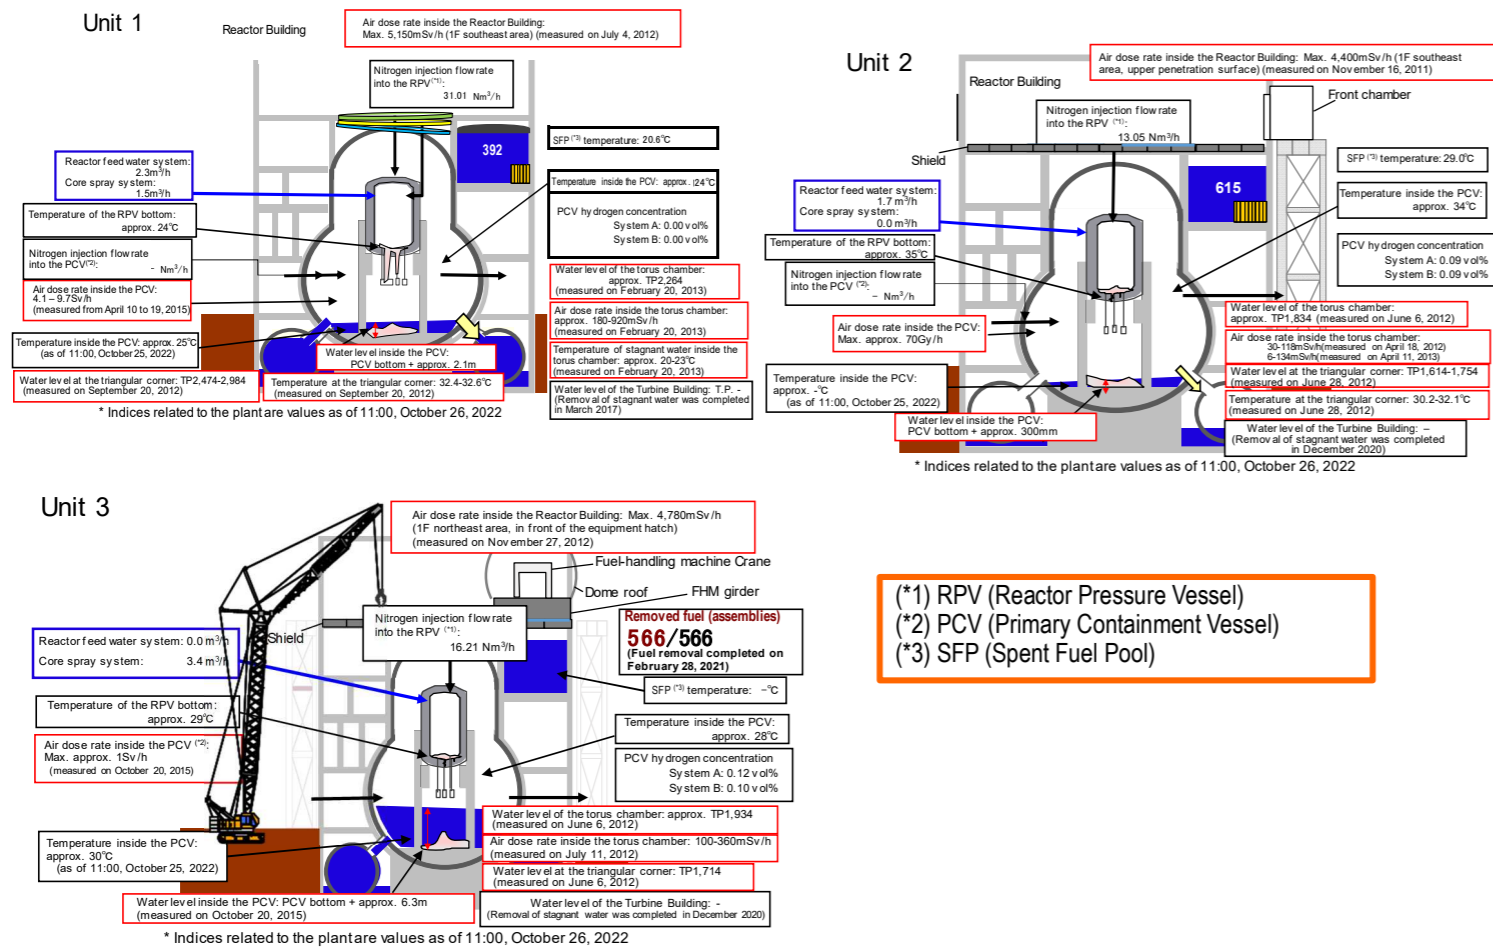 Unit 1
Reactor Building
Air dose rate inside the Reactor Building:
Max. 5,150mSv/h (1F southeast area) (measured on July 4, 2012)
Nitrogen injection flow rate
into the RPV(*1):
31.01 Nm3/h
392
SFP (*3) temperature: 20.6℃
Reactor feed water system:
2.3m3/h
Core spray system:
1.5m3/h
Temperature inside the PCV: approx. 24℃
PCV hydrogen concentration
System A: 0.00 vol%
System B: 0.00 vol%
Temperature of the RPV bottom:
approx. 24℃
Nitrogen injection flow rate
into the PCV(*2):
- Nm3/h
Air dose rate inside the PCV:
4.1 – 9.7Sv/h
(measured from April 10 to 19, 2015)
Water level of the torus chamber:
approx. TP2,264
(measured on February 20, 2013)
Air dose rate inside the torus chamber:
approx. 180-920mSv/h
(measured on February 20, 2013)
Temperature inside the PCV: approx. 25℃
(as of 11:00, October 25, 2022)
Water level inside the PCV:
PCV bottom + approx. 2.1m
Temperature of stagnant water inside the
torus chamber: approx. 20-23℃
(measured on February 20, 2013)
Water level at the triangular corner: TP2,474-2,984
(measured on September 20, 2012)
Temperature at the triangular corner: 32.4-32.6℃
(measured on September 20, 2012)
Water level of the Turbine Building: T.P. -
(Removal of stagnant water was completed
in March 2017)
* Indices related to the plant are values as of 11:00, October 26, 2022
Unit 2
Reactor Building
Air dose rate inside the Reactor Building: Max. 4,400mSv/h (1F southeast
area, upper penetration surface) (measured on November 16, 2011)
Front chamber
Nitrogen injection flow rate
into the RPV (*1):
13.05 Nm3/h
Shield
SFP (*3) temperature: 29.0℃
615
Reactor feed water system:
1.7 m3/h
Core spray system:
0.0 m3/h
Temperature inside the PCV:
approx. 34℃
Temperature of the RPV bottom:
approx. 35℃
PCV hydrogen concentration
System A: 0.09 vol%
System B: 0.09 vol%
Nitrogen injection flow rate
into the PCV (*2):
– Nm3/h
Air dose rate inside the PCV:
Max. approx. 70Gy/h
Water level of the torus chamber:
approx. TP1,834 (measured on June 6, 2012)
Air dose rate inside the torus chamber:
30-118mSv/h(measured on April 18, 2012)
6-134mSv/h(measured on April 11, 2013)
Temperature inside the PCV:
approx. -℃
(as of 11:00, October 25, 2022)
Water level at the triangular corner: TP1,614-1,754
(measured on June 28, 2012)
Temperature at the triangular corner: 30.2-32.1℃
(measured on June 28, 2012)
Water level inside the PCV:
PCV bottom + approx. 300mm
Water level of the Turbine Building: –
(Removal of stagnant water was completed
in December 2020)
* Indices related to the plant are values as of 11:00, October 26, 2022
Unit 3
Air dose rate inside the Reactor Building: Max. 4,780mSv/h
(1F northeast area, in front of the equipment hatch)
(measured on November 27, 2012)
Fuel-handling machine Crane
Dome roof
FHM girder
Shield
Nitrogen injection flow rate
into the RPV (*1):
16.21 Nm3/h
Removed fuel (assemblies)
566/566
(Fuel removal completed on
February 28, 2021)
Reactor feed water system: 0.0 m3/h
Core spray system: 3.4 m3/h
SFP (*3) temperature: –℃
Temperature of the RPV bottom:
approx. 29℃
Temperature inside the PCV:
approx. 28℃
Air dose rate inside the PCV (*2):
Max. approx. 1Sv/h
(measured on October 20, 2015)
PCV hydrogen concentration
System A: 0.12 vol%
System B: 0.10 vol%
Water level of the torus chamber: approx. TP1,934
(measured on June 6, 2012)
Air dose rate inside the torus chamber: 100-360mSv/h
(measured on July 11, 2012)
Temperature inside the PCV:
approx. 30℃
(as of 11:00, October 25, 2022)
Water level at the triangular corner: TP1,714
(measured on June 6, 2012)
Water level inside the PCV: PCV bottom + approx. 6.3m
(measured on October 20, 2015)
Water level of the Turbine Building: -
(Removal of stagnant water was completed in December 2020)
* Indices related to the plant are values as of 11:00, October 26, 2022
(*1) RPV (Reactor Pressure Vessel)
(*2) PCV (Primary Containment Vessel)
(*3) SFP (Spent Fuel Pool)